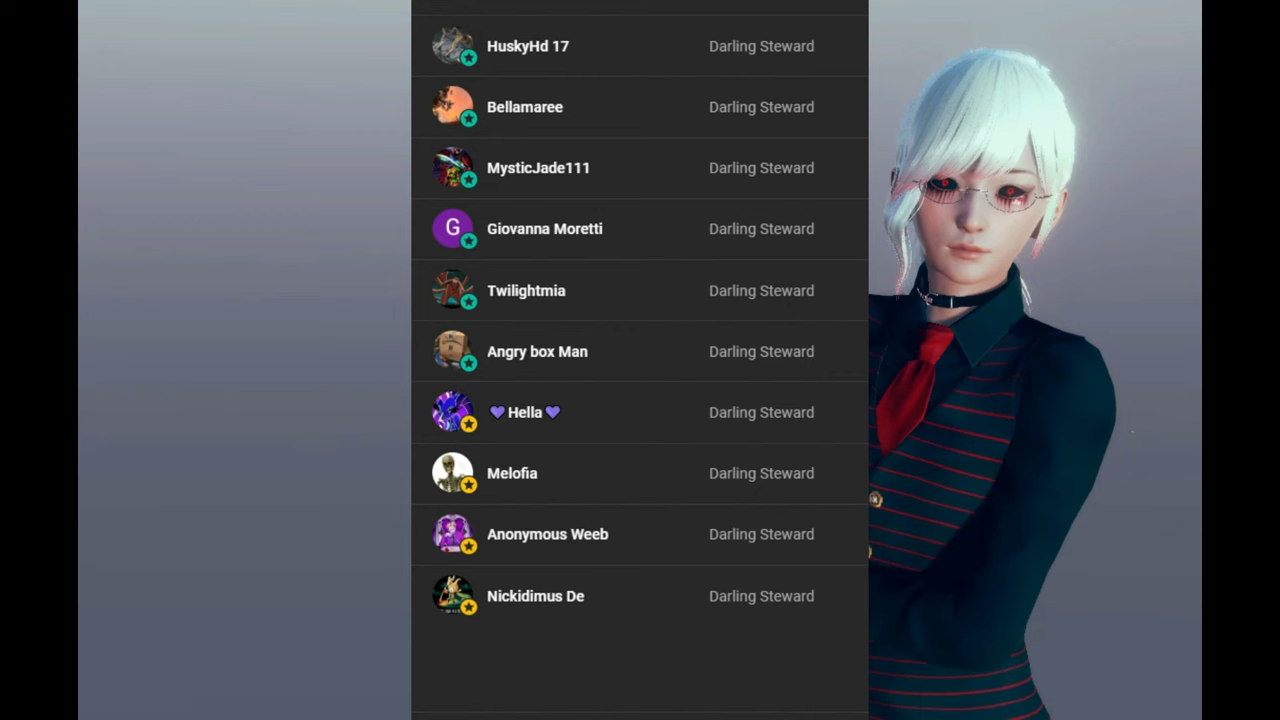 HuskyHd 17 Darling Steward
Bellamaree Darling Steward
MysticJade111 Darling Steward
G Giovanna Moretti Darling Steward
Twilightmia Darling Steward
Angry box Man Darling Steward
💜Hella💜 Darling Steward
Melofia Darling Steward
Anonymous Weeb Darling Steward
Nickidimus De Darling Steward